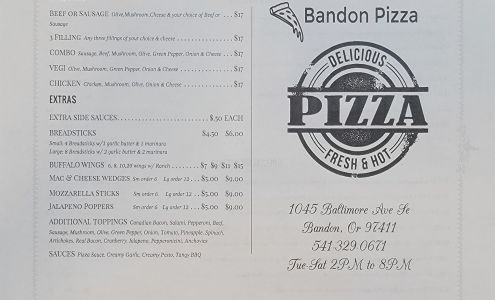 BEEF OR SAUSAGE Olive,Mushroom,Cheese & your choice of Beef or ... $17
Sausage
3 FILLING Any three fillings of your choice & cheese ........ $17
COMBO Sausage, Beef, Mushroom, Olive, Green Pepper, Onion & Cheese ... $17
VEGI Olive, Mushroom, Green Pepper, Onion & Cheese ........ $17
CHICKEN Chicken, Mushroom, Olive, Onion & Cheese ........ $17
EXTRAS
EXTRA SIDE SAUCES........ $.50 EACH
BREADSTICKS $4.50 $6.00
Small: 4 Breadsticks w/1 garlic butter & 1 marinara
Large: 8 Breadsticks w/ 2 garlic butter & 2 marinara
BUFFALO WINGS 6, 8, 10,20 wings w/ Ranch ........ $7 $9 $11 $15
MAC & CHEESE WEDGES Sm order 6 Lg order 12 .. $5.00 $9.00
MOZZARELLA STICKS Sm order 6 Lg order 12 .. $5.00 $9.00
JALAPENO POPPERS Sm order 6 Lg order 12 .. $5.00 $9.00
ADDITIONAL TOPPINGS Canadian Bacon, Salami, Pepperoni, Beef,
Sausage, Mushroom, Olive, Green Pepper, Onion, Tomato, Pineapple, Spinach,
Artichokes, Real Bacon, Cranberry, Jalapeno, Pepperoncini, Anchovies
SAUCES Pizza Sauce, Creamy Garlic, Creamy Pesto, Tangy BBQ
Bandon Pizza
DELICIOUS
PIZZA
FRESH & HOT
1045 Baltimore Ave Se
Bandon, Or 97411
541.329.0671
Tue-Sat 2PM to 8PM